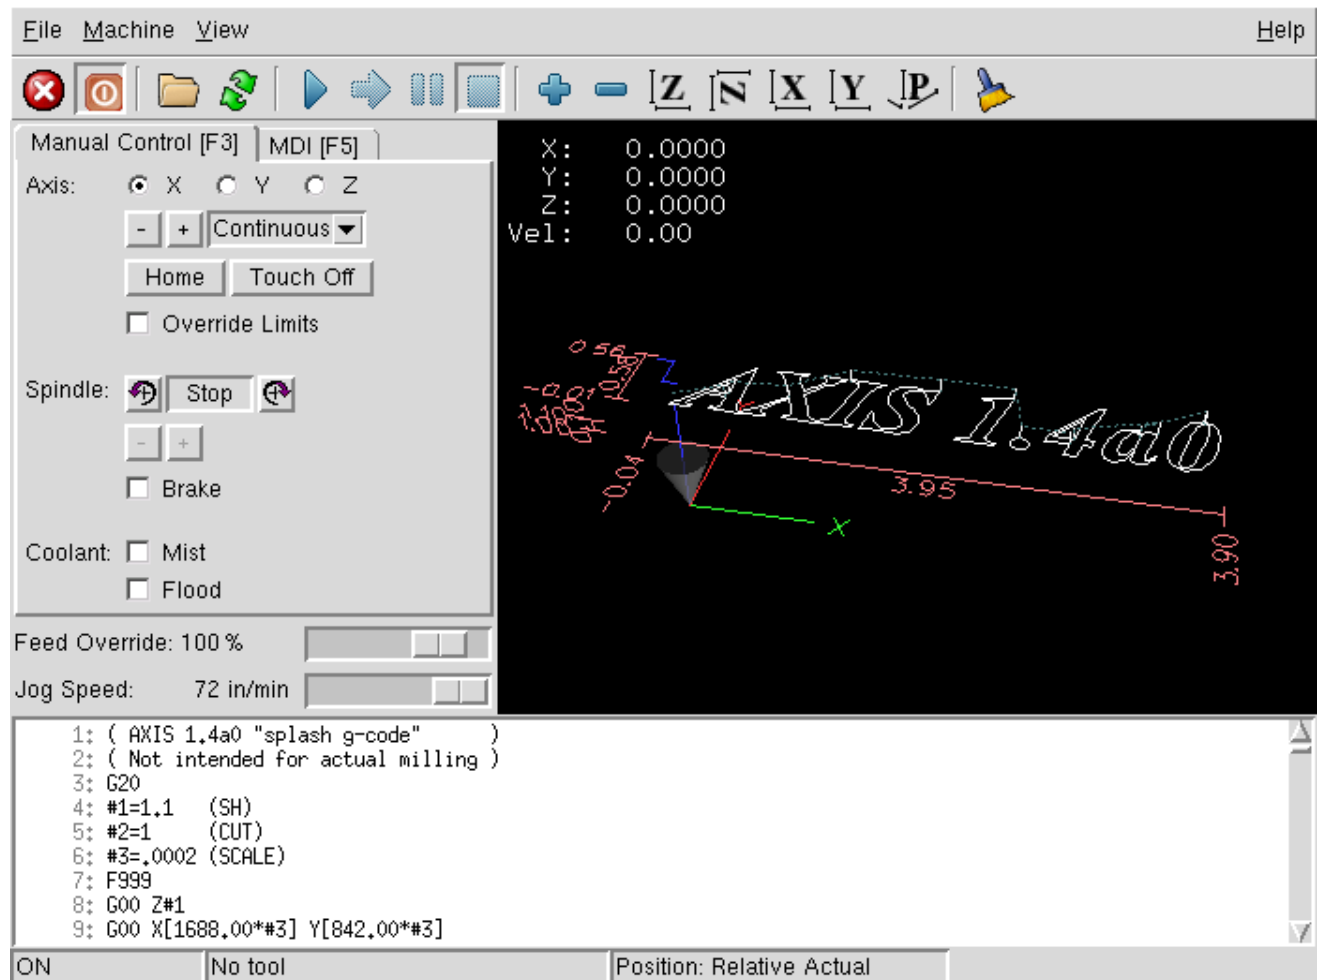 File Machine View Help
Z N X Y P
Manual Control [F3] MDI [F5]
Axis: X Y Z
- + Continuous
Home Touch Off
Override Limits
Spindle: Stop
- +
Brake
Coolant: Mist
Flood
Feed Override: 100 %
Jog Speed: 72 in/min
X: 0.0000
Y: 0.0000
Z: 0.0000
Vel: 0.00
0.56
Z
AXIS 1.4a0
-0.04
3.95
X
3.90
1: ( AXIS 1.4a0 "splash g-code" )
2: ( Not intended for actual milling )
3: G20
4: #1=1.1 (SH)
5: #2=1 (CUT)
6: #3=.0002 (SCALE)
7: F999
8: G00 Z#1
9: G00 X[1688.00*#3] Y[842.00*#3]
ON No tool Position: Relative Actual